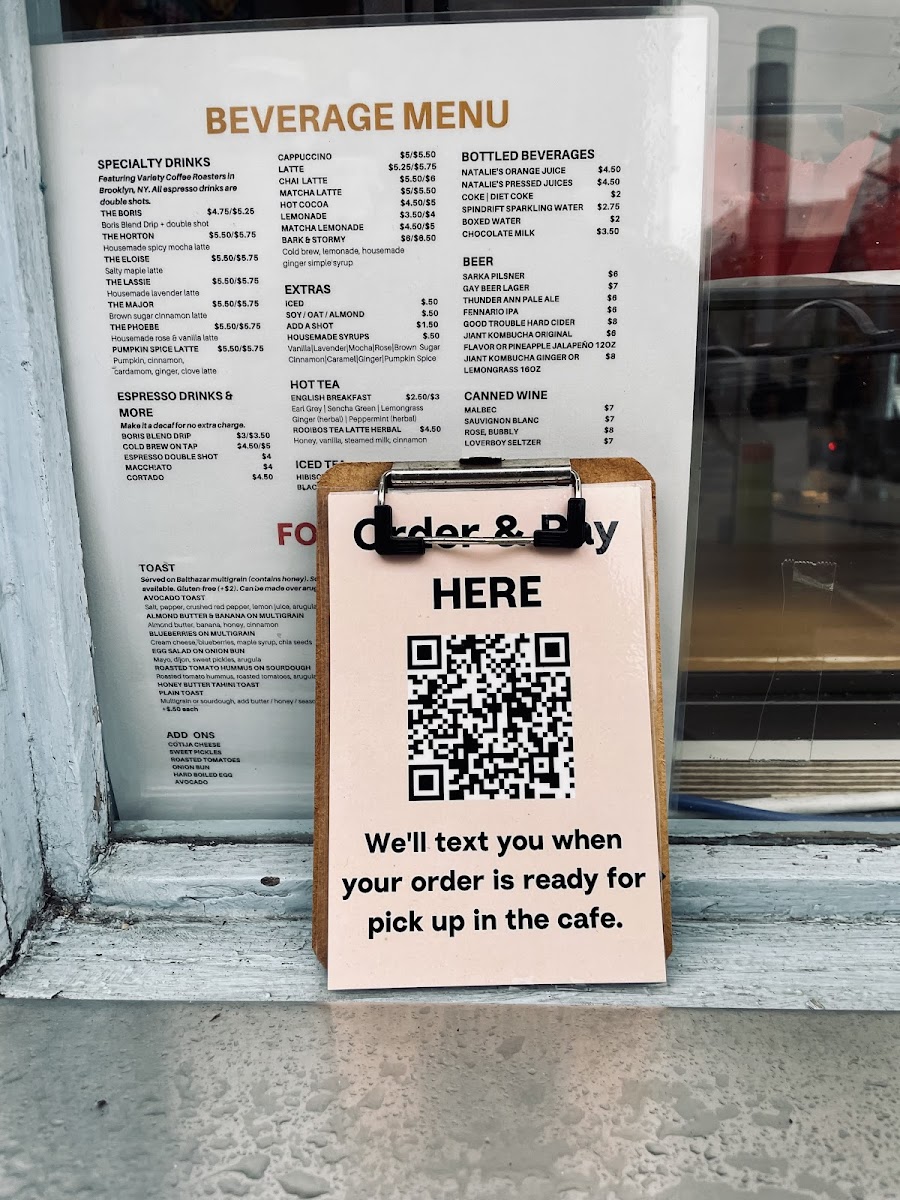 BEVERAGE MENU
SPECIALTY DRINKS
Featuring Variety Coffee Roasters in
Brooklyn, NY. All espresso drinks are
double shots.
THE BORIS $4.75/$5.25
Boris Blend Drip + double shot
THE HORTON $5.50/$5.75
Housemade spicy mocha latte
THE ELOISE $5.50/$5.75
Salty maple latte
THE LASSIE $5.50/$5.75
Housemade lavender latte
THE MAJOR $5.50/$5.75
Brown sugar cinnamon latte
THE PHOEBE $5.50/$5.75
Housemade rose & vanilla latte
PUMPKIN SPICE LATTE $5.50/$5.75
Pumpkin, cinnamon,
cardamom, ginger, clove latte
ESPRESSO DRINKS &
MORE
Make it a decaf for no extra charge.
BORIS BLEND DRIP $3/$3.50
COLD BREW ON TAP $4.50/$5
ESPRESSO DOUBLE SHOT $4
MACCHIATO $4
CORTADO $4.50
CAPPUCCINO $5/$5.50
LATTE $5.25/$5.75
CHAI LATTE $5.50/$6
MATCHA LATTE $5/$5.50
HOT COCOA $4.50/$5
LEMONADE $3.50/$4
MATCHA LEMONADE $4.50/$5
BARK & STORMY $6/$6.50
Cold brew, lemonade, housemade
ginger simple syrup
EXTRAS
ICED $.50
SOY / OAT / ALMOND $.50
ADD A SHOT $1.50
HOUSEMADE SYRUPS $.50
Vanilla|Lavender|Mocha|Rose|Brown Sugar
Cinnamon|Caramel|Ginger|Pumpkin Spice
HOT TEA
ENGLISH BREAKFAST $2.50/$3
Earl Grey | Sencha Green | Lemongrass
Ginger (herbal) | Peppermint (herbal)
ROOIBOS TEA LATTE HERBAL $4.50
Honey, vanilla, steamed milk, cinnamon
ICED TEA
HIBISC
BLAC
BOTTLED BEVERAGES
NATALIE'S ORANGE JUICE $4.50
NATALIE'S PRESSED JUICES $4.50
COKE | DIET COKE $2
SPINDRIFT SPARKLING WATER $2.75
BOXED WATER $2
CHOCOLATE MILK $3.50
BEER
SARKA PILSNER $6
GAY BEER LAGER $7
THUNDER ANN PALE ALE $6
FENNARIO IPA $6
GOOD TROUBLE HARD CIDER $8
JIANT KOMBUCHA ORIGINAL $6
FLAVOR OR PINEAPPLE JALAPEÑO 12OZ
JIANT KOMBUCHA GINGER OR $8
LEMONGRASS 16OZ
CANNED WINE
MALBEC $7
SAUVIGNON BLANC $7
ROSE, BUBBLY $8
LOVERBOY SELTZER $7
FO
TOAST
Served on Balthazar multigrain (contains honey). So
available. Gluten-free (+$2). Can be made over arug
AVOCADO TOAST
Salt, pepper, crushed red pepper, lemon juice, arugula
ALMOND BUTTER & BANANA ON MULTIGRAIN
Almond butter, banana, honey, cinnamon
BLUEBERRIES ON MULTIGRAIN
Cream cheese, blueberries, maple syrup, chia seeds
EGG SALAD ON ONION BUN
Mayo, dijon, sweet pickles, arugula
ROASTED TOMATO HUMMUS ON SOURDOUGH
Roasted tomato hummus, roasted tomatoes, arugula
HONEY BUTTER TAHINI TOAST
PLAIN TOAST
Multigrain or sourdough, add butter / honey / seaso
+$.50 each
ADD ONS
COTIJA CHEESE
SWEET PICKLES
ROASTED TOMATOES
ONION BUN
HARD BOILED EGG
AVOCADO
Order & Pay
HERE
We'll text you when
your order is ready for
pick up in the cafe.